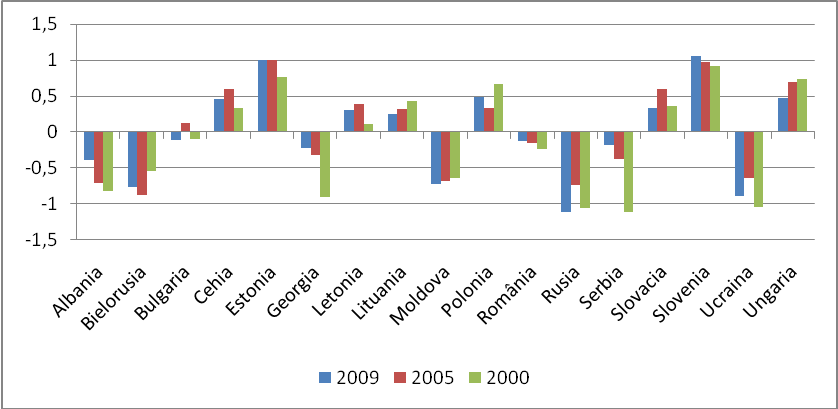 1,5
1
0,5
0
-0,5
-1
-1,5
Albania
Bielorusia
Bulgaria
Cehia
Estonia
Georgia
Letonia
Lituania
Moldova
Polonia
România
Rusia
Serbia
Slovacia
Slovenia
Ucraina
Ungaria
2009 2005 2000